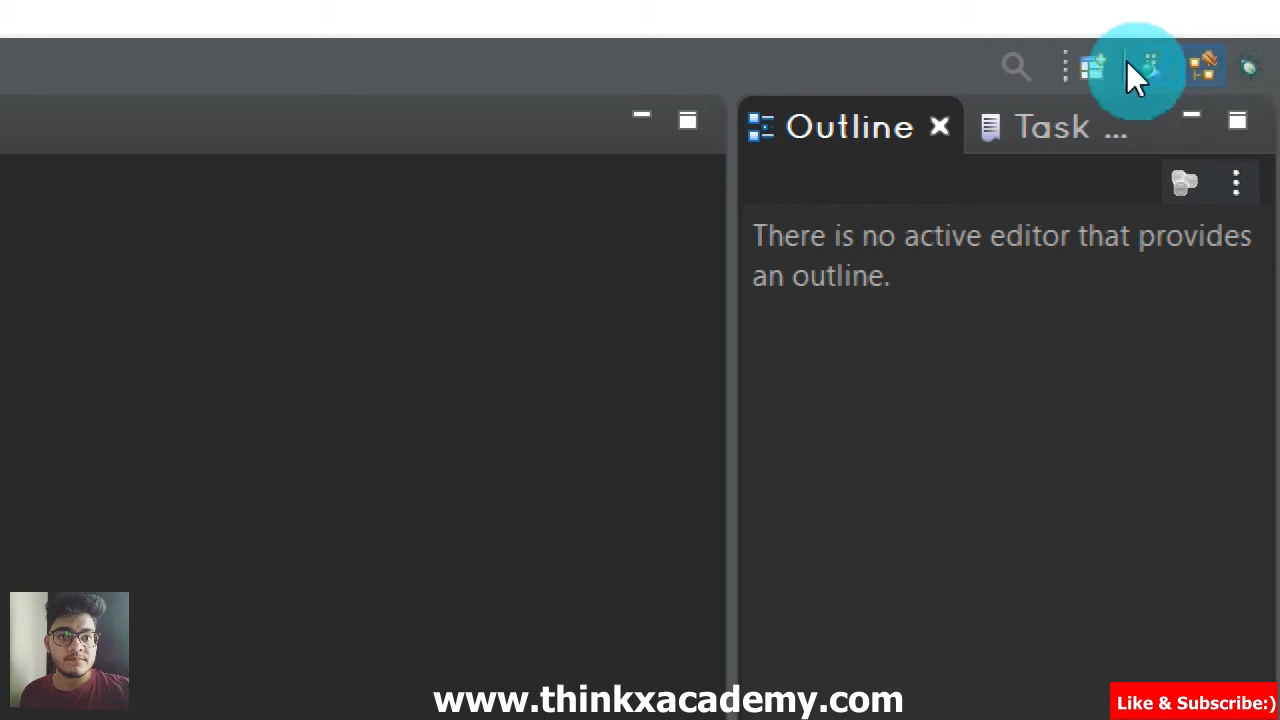 Outline
Task ...
There is no active editor that provides
an outline.
www.thinkxacademy.com
Like & Subscribe:)